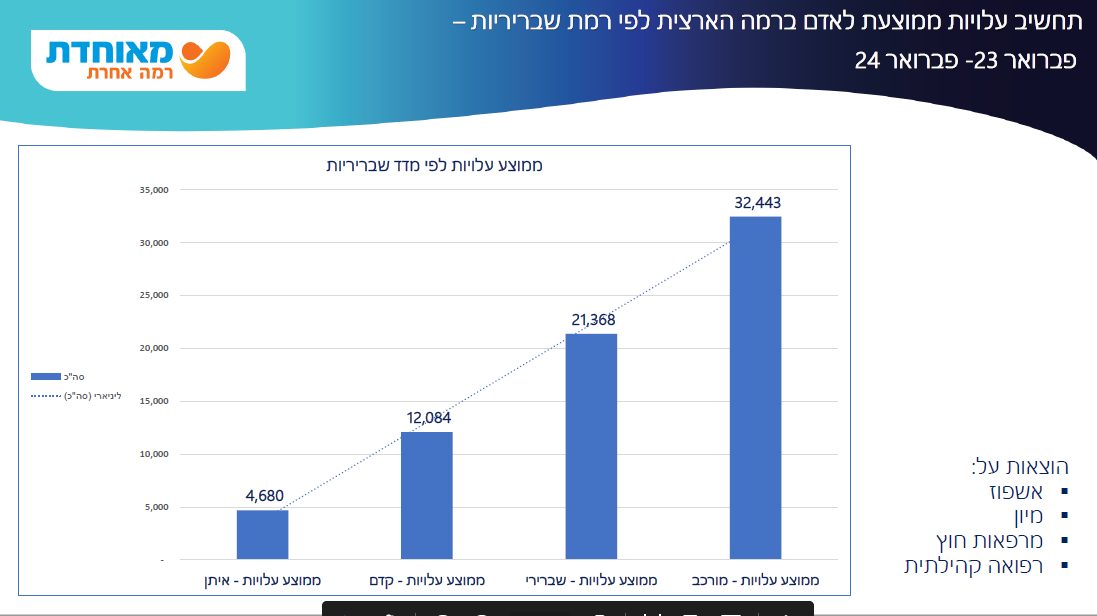 תחשיב עלויות ממוצעת לאדם ברמה הארצית לפי רמת שבריריות –
פברואר 23- פברואר 24
מאוחדת
רמה אחרת
ממוצע עלויות לפי מדד שבריריות
35,000
30,000
25,000
20,000
15,000
10,000
5,000
-
32,443
21,368
12,084
4,680
סה"כ
ליניארי (סה"כ)
ממוצע עלויות - איתן
ממוצע עלויות - קדם
ממוצע עלויות - שברירי
ממוצע עלויות - מורכב
הוצאות על:
▪ אשפוז
▪ מיון
▪ מרפאות חוץ
▪ רפואה קהילתית